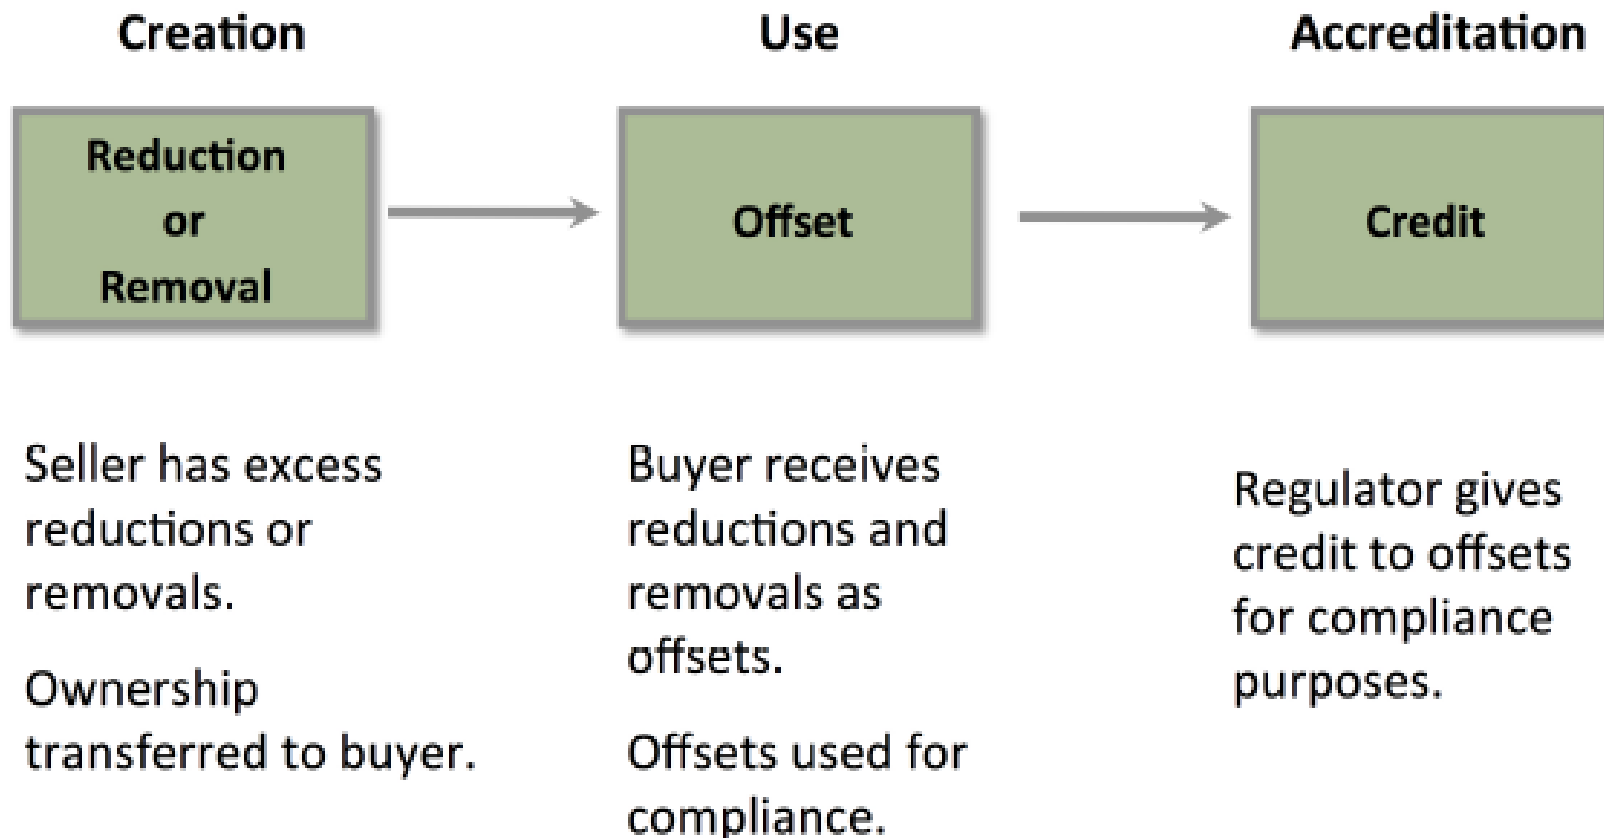 Creation
Use
Accreditation
Reduction
or
Removal
Offset
Credit
Seller has excess
reductions or
removals.
Ownership
transferred to buyer.
Buyer receives
reductions and
removals as
offsets.
Offsets used for
compliance.
Regulator gives
credit to offsets
for compliance
purposes.